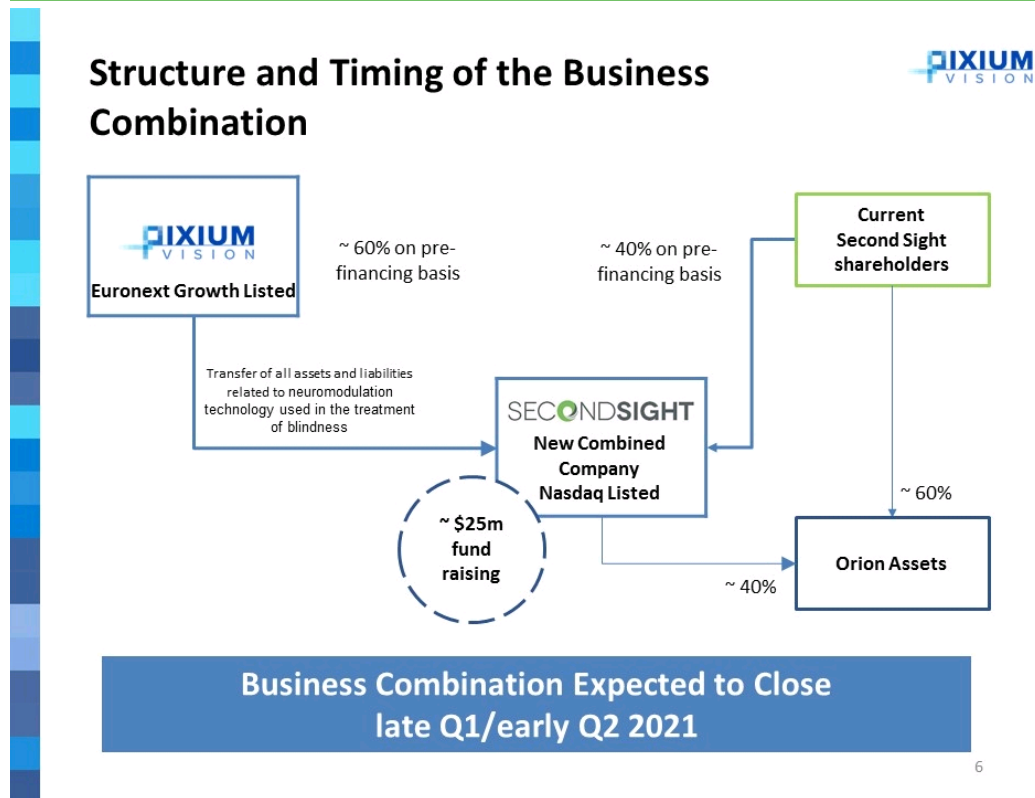 Structure and Timing of the Business
Combination
PIXIUM
VISION
PIXIUM
VISION
Euronext Growth Listed
~ 60% on pre-
financing basis
~ 40% on pre-
financing basis
Current
Second Sight
shareholders
Transfer of all assets and liabilities
related to neuromodulation
technology used in the treatment
of blindness
SECONDSIGHT
New Combined
Company
Nasdaq Listed
~ $25m
fund
raising
~ 60%
~ 40%
Orion Assets
Business Combination Expected to Close
late Q1/early Q2 2021
6